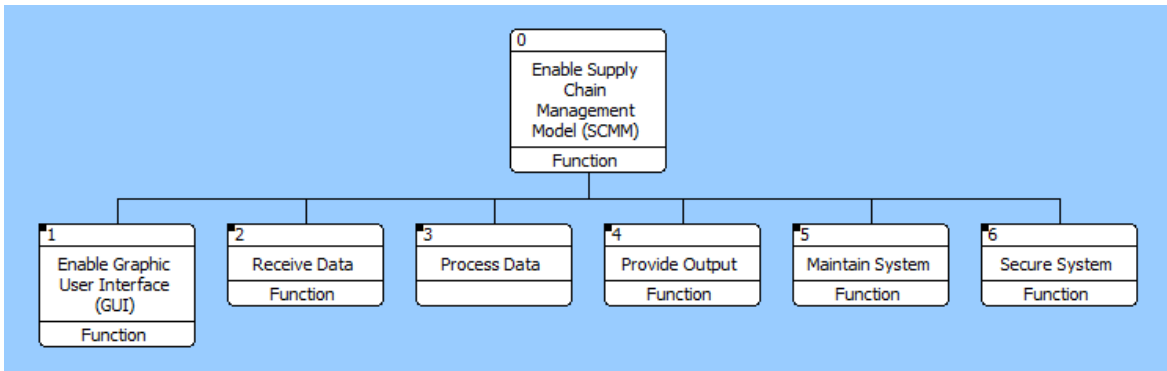 0
Enable Supply
Chain
Management
Model (SCMM)
Function
1
Enable Graphic
User Interface
(GUI)
Function
2
Receive Data
Function
3
Process Data
4
Provide Output
Function
5
Maintain System
Function
6
Secure System
Function